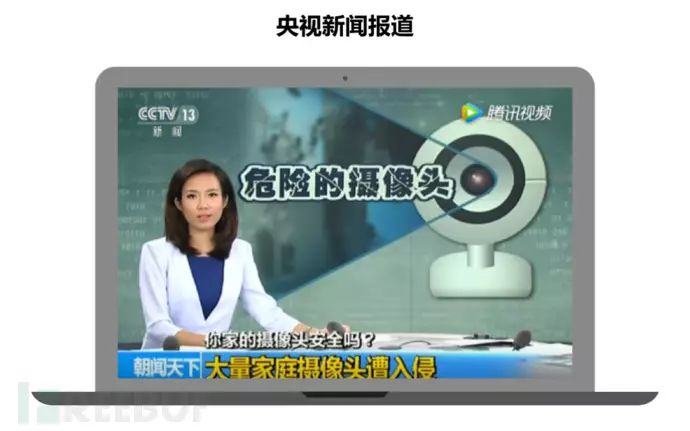 央视新闻报道
CCTV 13
新闻
腾讯视频
危险的摄像头
你家的摄像头安全吗？
朝闻天下
大量家庭摄像头遭入侵
REEBUF